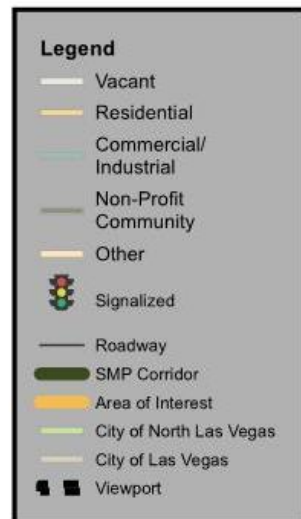 Legend
Vacant
Residential
Commercial/
Industrial
Non-Profit
Community
Other
Signalized
Roadway
SMP Corridor
Area of Interest
City of North Las Vegas
City of Las Vegas
Viewport